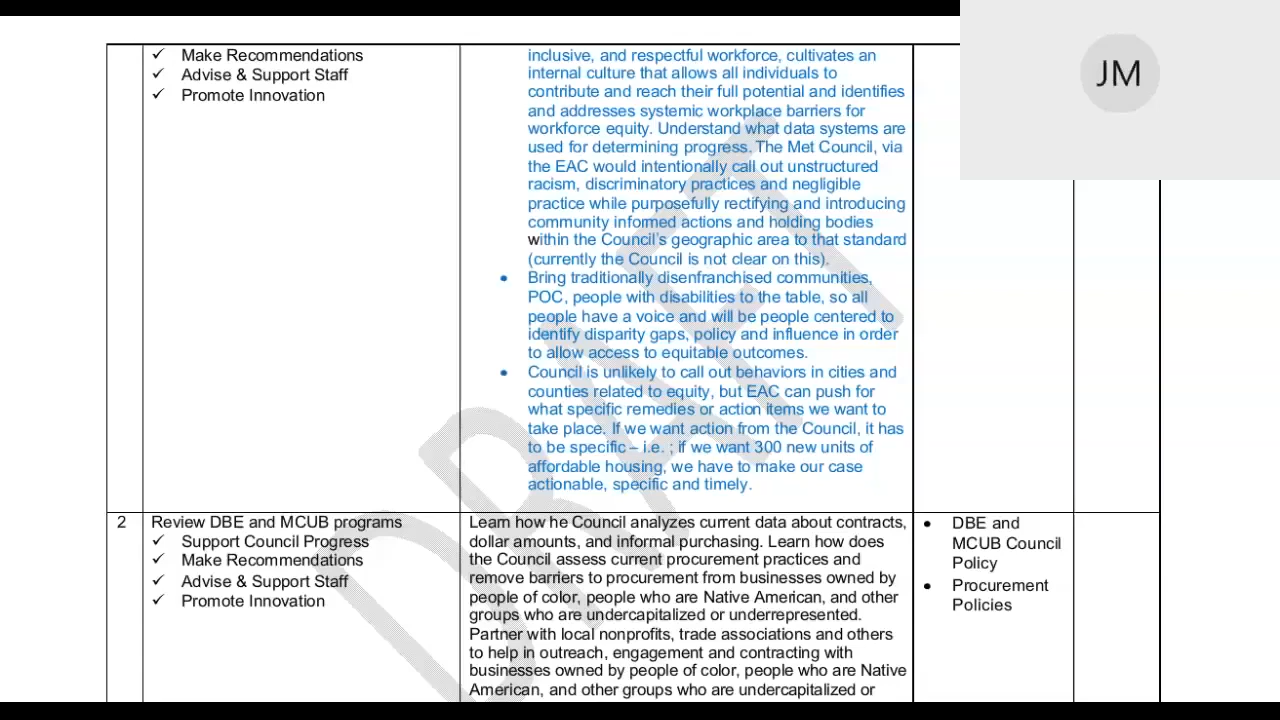 JM
Make Recommendations
Advise & Support Staff
Promote Innovation
inclusive, and respectful workforce, cultivates an
internal culture that allows all individuals to
contribute and reach their full potential and identifies
and addresses systemic workplace barriers for
workforce equity. Understand what data systems are
used for determining progress. The Met Council, via
the EAC would intentionally call out unstructured
racism, discriminatory practices and negligible
practice while purposefully rectifying and introducing
community informed actions and holding bodies
within the Council's geographic area to that standard
(currently the Council is not clear on this).
Bring traditionally disenfranchised communities,
POC, people with disabilities to the table, so all
people have a voice and will be people centered to
identify disparity gaps, policy and influence in order
to allow access to equitable outcomes.
Council is unlikely to call out behaviors in cities and
counties related to equity, but EAC can push for
what specific remedies or action items we want to
take place. If we want action from the Council, it has
to be specific – i.e. ; if we want 300 new units of
affordable housing, we have to make our case
actionable, specific and timely.
2
Review DBE and MCUB programs
Support Council Progress
Make Recommendations
Advise & Support Staff
Promote Innovation
Learn how he Council analyzes current data about contracts,
dollar amounts, and informal purchasing. Learn how does
the Council assess current procurement practices and
remove barriers to procurement from businesses owned by
people of color, people who are Native American, and other
groups who are undercapitalized or underrepresented.
Partner with local nonprofits, trade associations and others
to help in outreach, engagement and contracting with
businesses owned by people of color, people who are Native
American, and other groups who are undercapitalized or
DBE and
MCUB Council
Policy
Procurement
Policies
DRAFT